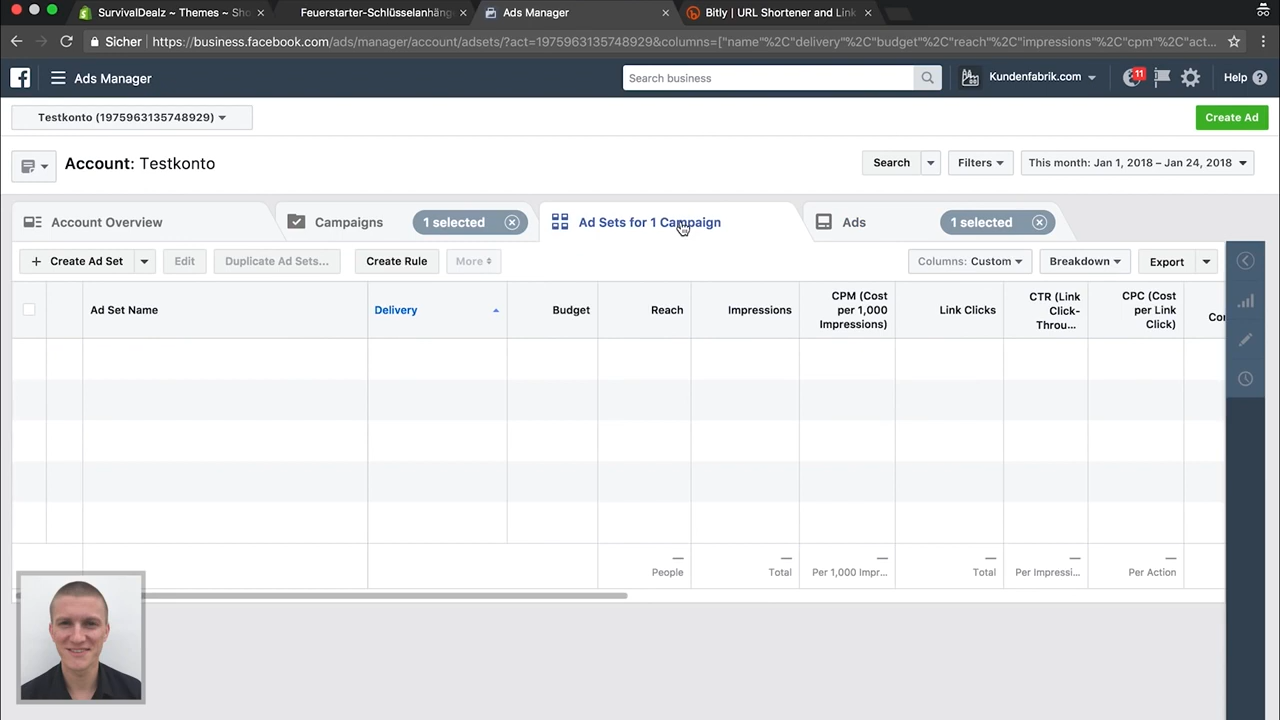 SurvivalDealz ~ Themes ~ Sho
Feuerstarter-Schlüsselanhäng
Ads Manager
Bitly | URL Shortener and Link
Sicher
https://business.facebook.com/ads/manager/account/adsets/?act=1975963135748929&columns=["name"%2C"delivery"%2C"budget"%2C"reach"%2C"impressions"%2C"cpm"%2C"act...
Ads Manager
Search business
Kundenfabrik.com
11
Help
Testkonto (1975963135748929)
Create Ad
Account: Testkonto
Search
Filters
This month: Jan 1, 2018 – Jan 24, 2018
Account Overview
Campaigns
1 selected
Ad Sets for 1 Campaign
Ads
1 selected
+ Create Ad Set
Edit
Duplicate Ad Sets...
Create Rule
More
Columns: Custom
Breakdown
Export
Ad Set Name
Delivery
Budget
Reach
Impressions
CPM (Cost
per 1,000
Impressions)
Link Clicks
CTR (Link
Click-
Throu...
CPC (Cost
per Link
Click)
Cor
— — — — — —
People
Total
Per 1,000 Impr...
Total
Per Impressi...
Per Action